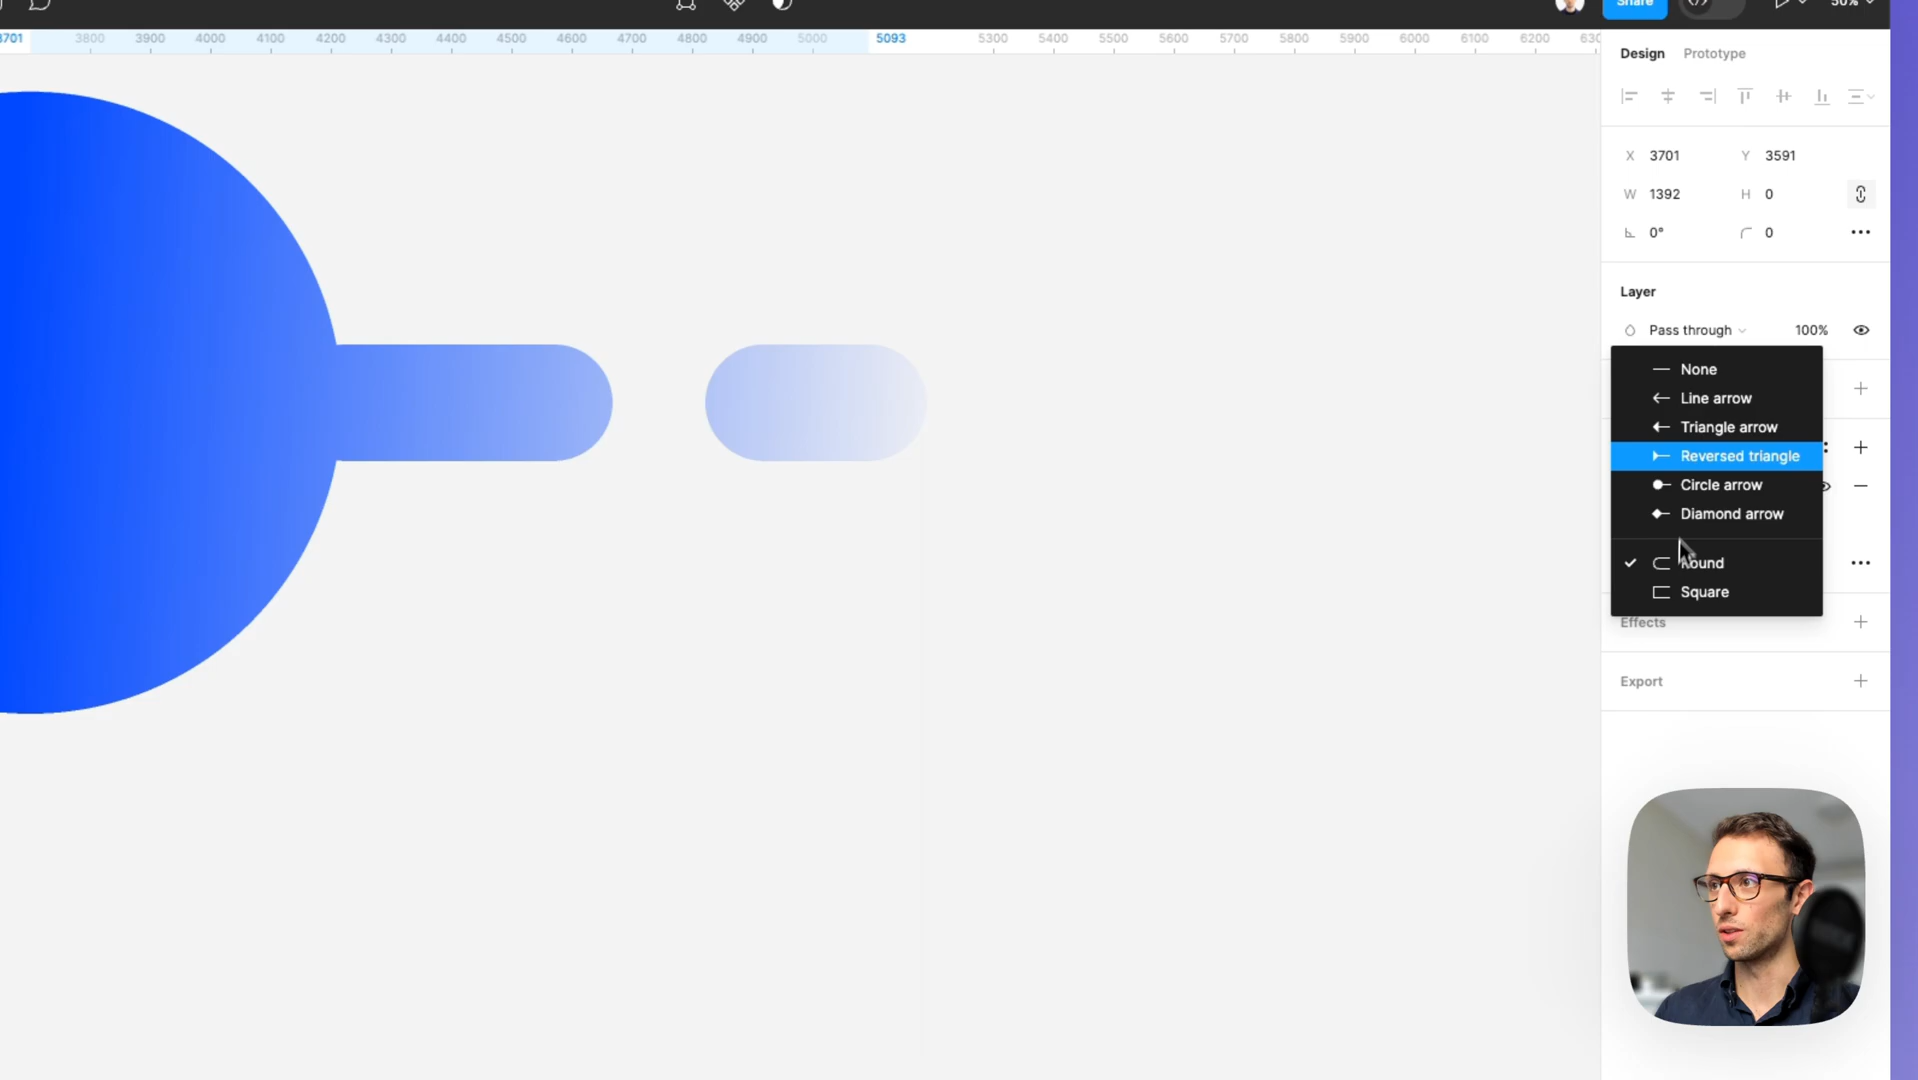 Share 50%
3701 3800 3900 4000 4100 4200 4300 4400 4500 4600 4700 4800 4900 5000 5093 5300 5400 5500 5600 5700 5800 5900 6000 6100 6200
Design Prototype
X 3701 Y 3591
W 1392 H 0
0° 0
Layer
Pass through 100%
None
Line arrow
Triangle arrow
Reversed triangle
Circle arrow
Diamond arrow
Round
Square
Effects
Export